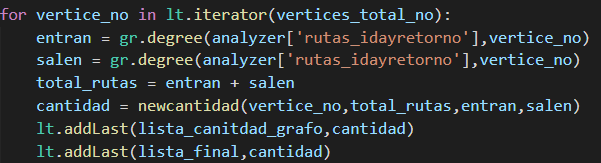 for vertice_no in lt.iterator(vertices_total_no):
entran = gr.degree(analyzer['rutas_idayretorno'],vertice_no)
salen = gr.degree(analyzer['rutas_idayretorno'],vertice_no)
total_rutas = entran + salen
cantidad = newcantidad(vertice_no,total_rutas,entran,salen)
lt.addLast(lista_canitdad_grafo,cantidad)
lt.addLast(lista_final,cantidad)